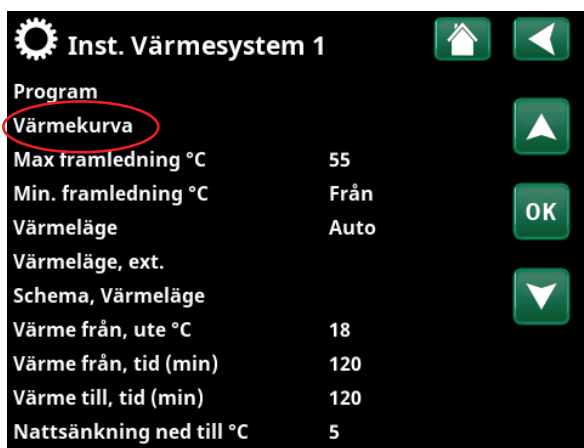 Inst. Värmesystem 1
Program
Värmekurva
Max framledning °C 55
Min. framledning °C Från
Värmeläge Auto
OK
Värmeläge, ext.
Schema, Värmeläge
Värme från, ute °C 18
Värme från, tid (min) 120
Värme till, tid (min) 120
Nattsänkning ned till °C 5